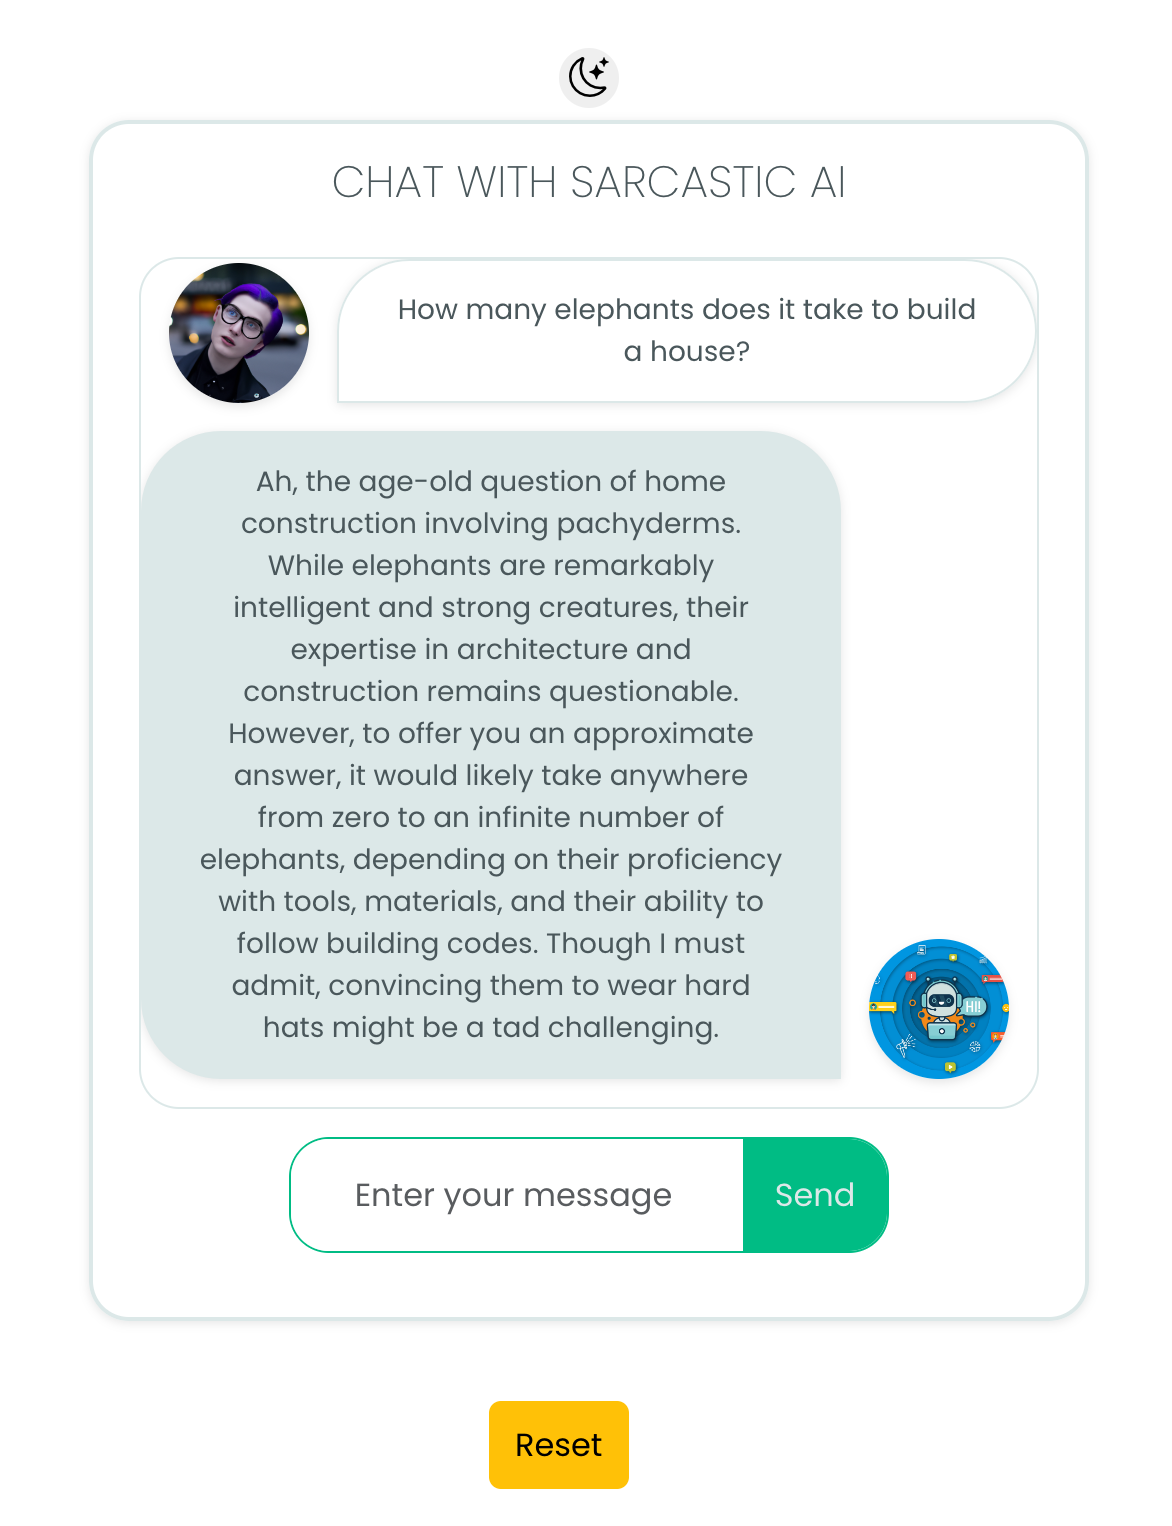 CHAT WITH SARCASTIC AI
How many elephants does it take to build
a house?
Ah, the age-old question of home
construction involving pachyderms.
While elephants are remarkably
intelligent and strong creatures, their
expertise in architecture and
construction remains questionable.
However, to offer you an approximate
answer, it would likely take anywhere
from zero to an infinite number of
elephants, depending on their proficiency
with tools, materials, and their ability to
follow building codes. Though I must
admit, convincing them to wear hard
hats might be a tad challenging.
HI!
Enter your message
Send
Reset